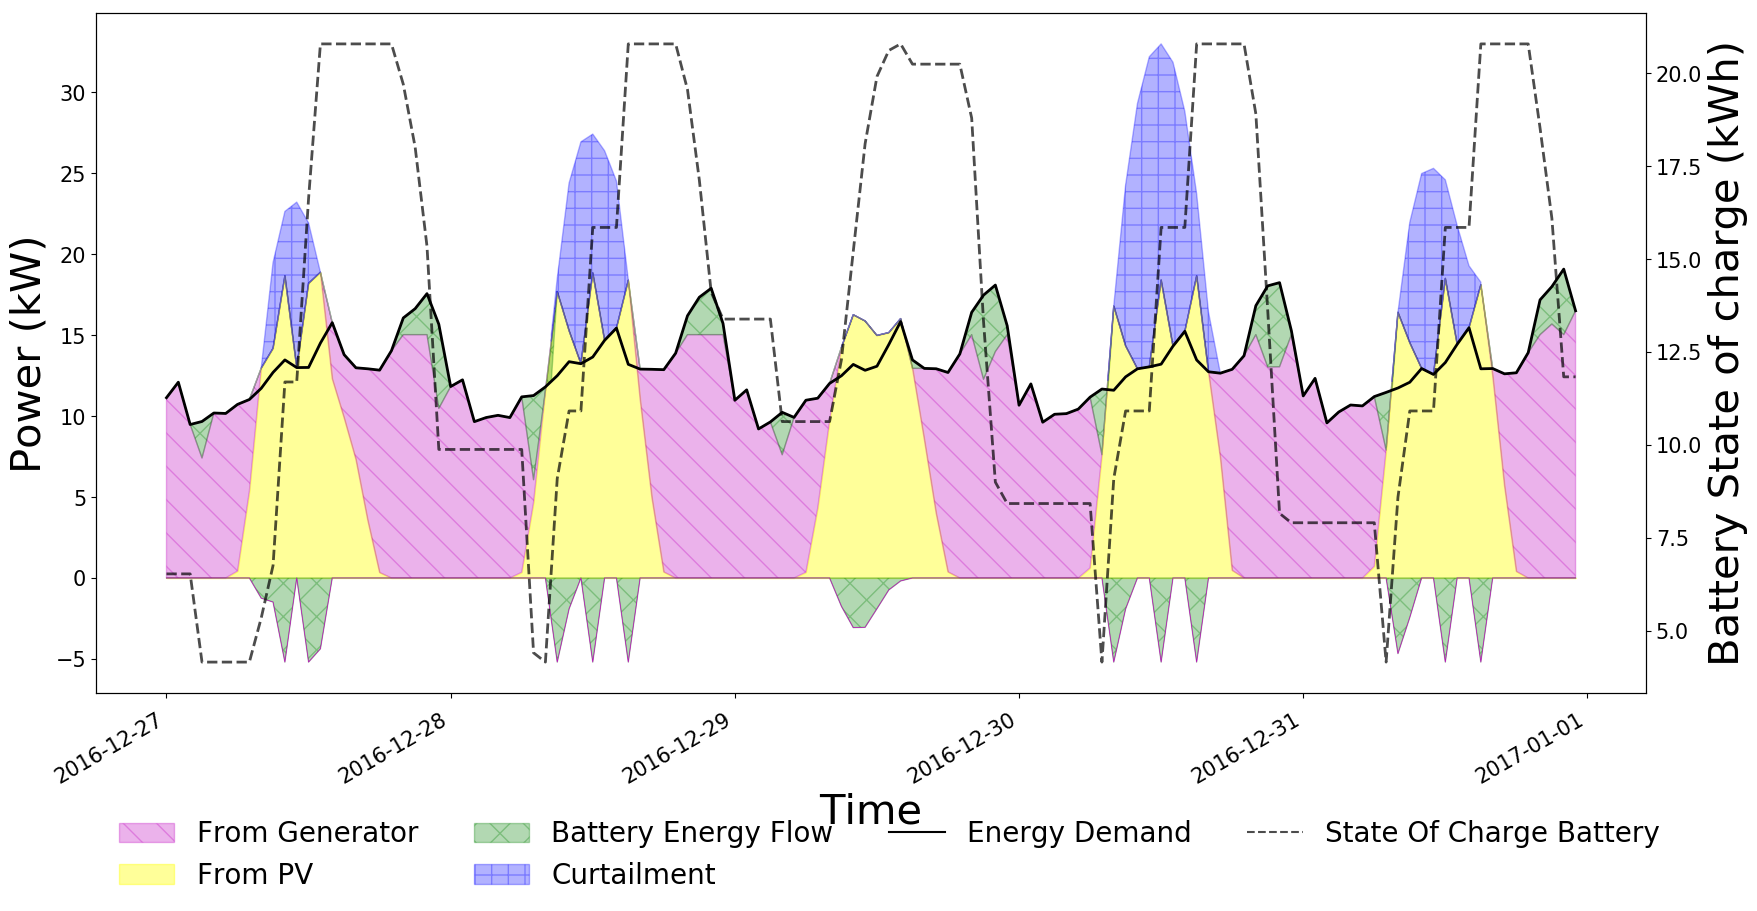 Power (kW)
30
25
20
15
10
5
0
−5
20.0
17.5
15.0
12.5
10.0
7.5
5.0
Battery State of charge (kWh)
2016-12-27
2016-12-28
2016-12-29
2016-12-30
2016-12-31
2017-01-01
Time
From Generator
Battery Energy Flow
Energy Demand
State Of Charge Battery
From PV
Curtailment